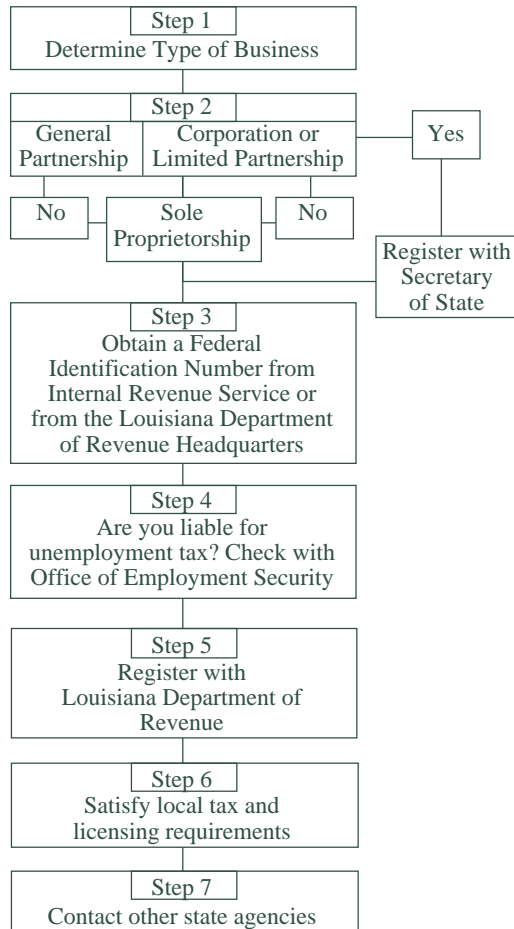 Step 1
Determine Type of Business
Step 2
General
Partnership
Corporation or
Limited Partnership
Yes
No
Sole
Proprietorship
No
Register with
Secretary
of State
Step 3
Obtain a Federal
Identification Number from
Internal Revenue Service or
from the Louisiana Department
of Revenue Headquarters
Step 4
Are you liable for
unemployment tax? Check with
Office of Employment Security
Step 5
Register with
Louisiana Department of
Revenue
Step 6
Satisfy local tax and
licensing requirements
Step 7
Contact other state agencies